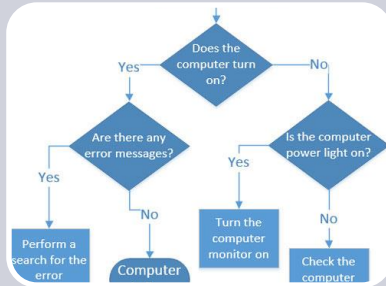 Does the
computer turn
on?
Yes
No
Are there any
error messages?
Is the computer
power light on?
Yes
No
Yes
No
Perform a
search for the
error
Computer
Turn the
computer
monitor on
Check the
computer